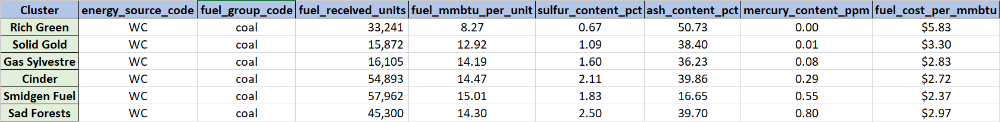 Cluster energy_source_code fuel_group_code fuel_received_units fuel_mmbtu_per_unit sulfur_content_pct ash_content_pct mercury_content_ppm fuel_cost_per_mmbtu
Rich Green WC coal 33,241 8.27 0.67 50.73 0.00 $5.83
Solid Gold WC coal 15,872 12.92 1.09 38.40 0.01 $3.30
Gas Sylvestre WC coal 16,105 14.19 1.60 36.23 0.08 $2.83
Cinder WC coal 54,893 14.47 2.11 39.86 0.29 $2.72
Smidgen Fuel WC coal 57,962 15.01 1.83 16.65 0.55 $2.37
Sad Forests WC coal 45,300 14.30 2.50 39.70 0.80 $2.97